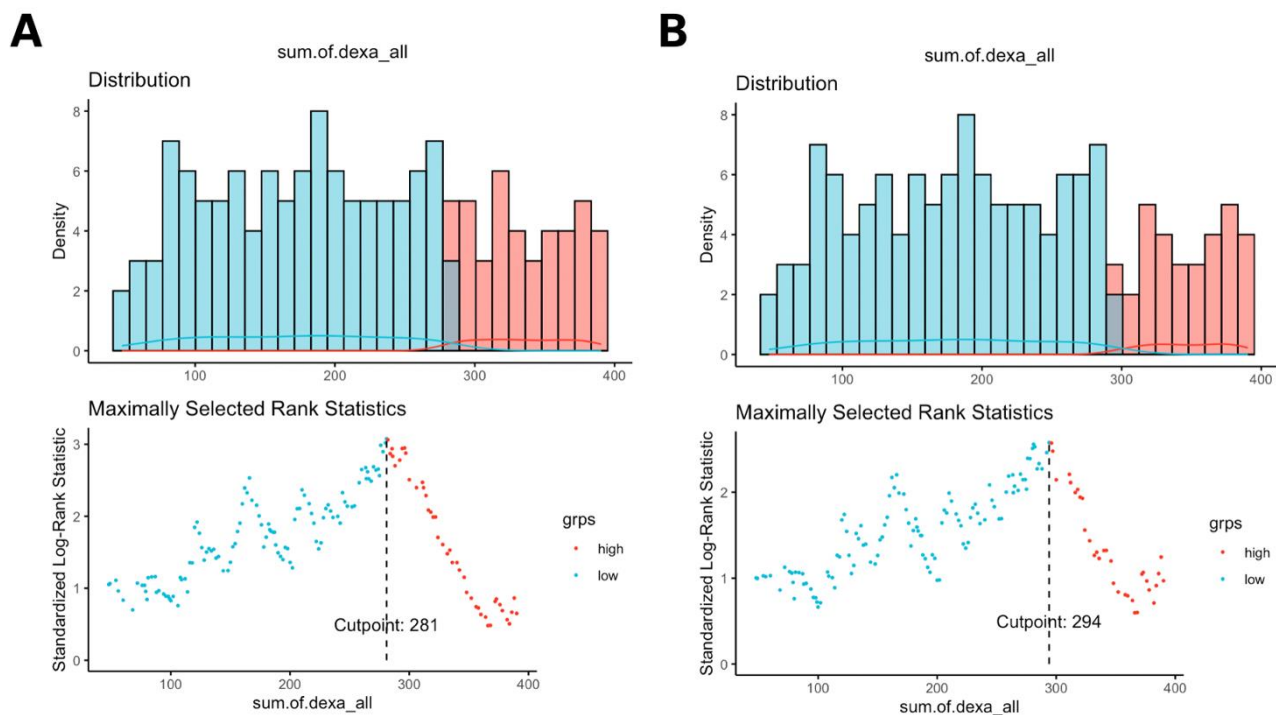 A
sum.of.dexa_all
Distribution
8
6
4
2
0
Density
100
200
300
400
Maximally Selected Rank Statistics
3
2
1
0
Standardized Log-Rank Statistic
Cutpoint: 281
grps
high
low
100
200
300
400
sum.of.dexa_all
B
sum.of.dexa_all
Distribution
8
6
4
2
0
Density
100
200
300
400
Maximally Selected Rank Statistics
2
1
0
Standardized Log-Rank Statistic
Cutpoint: 294
grps
high
low
100
200
300
400
sum.of.dexa_all